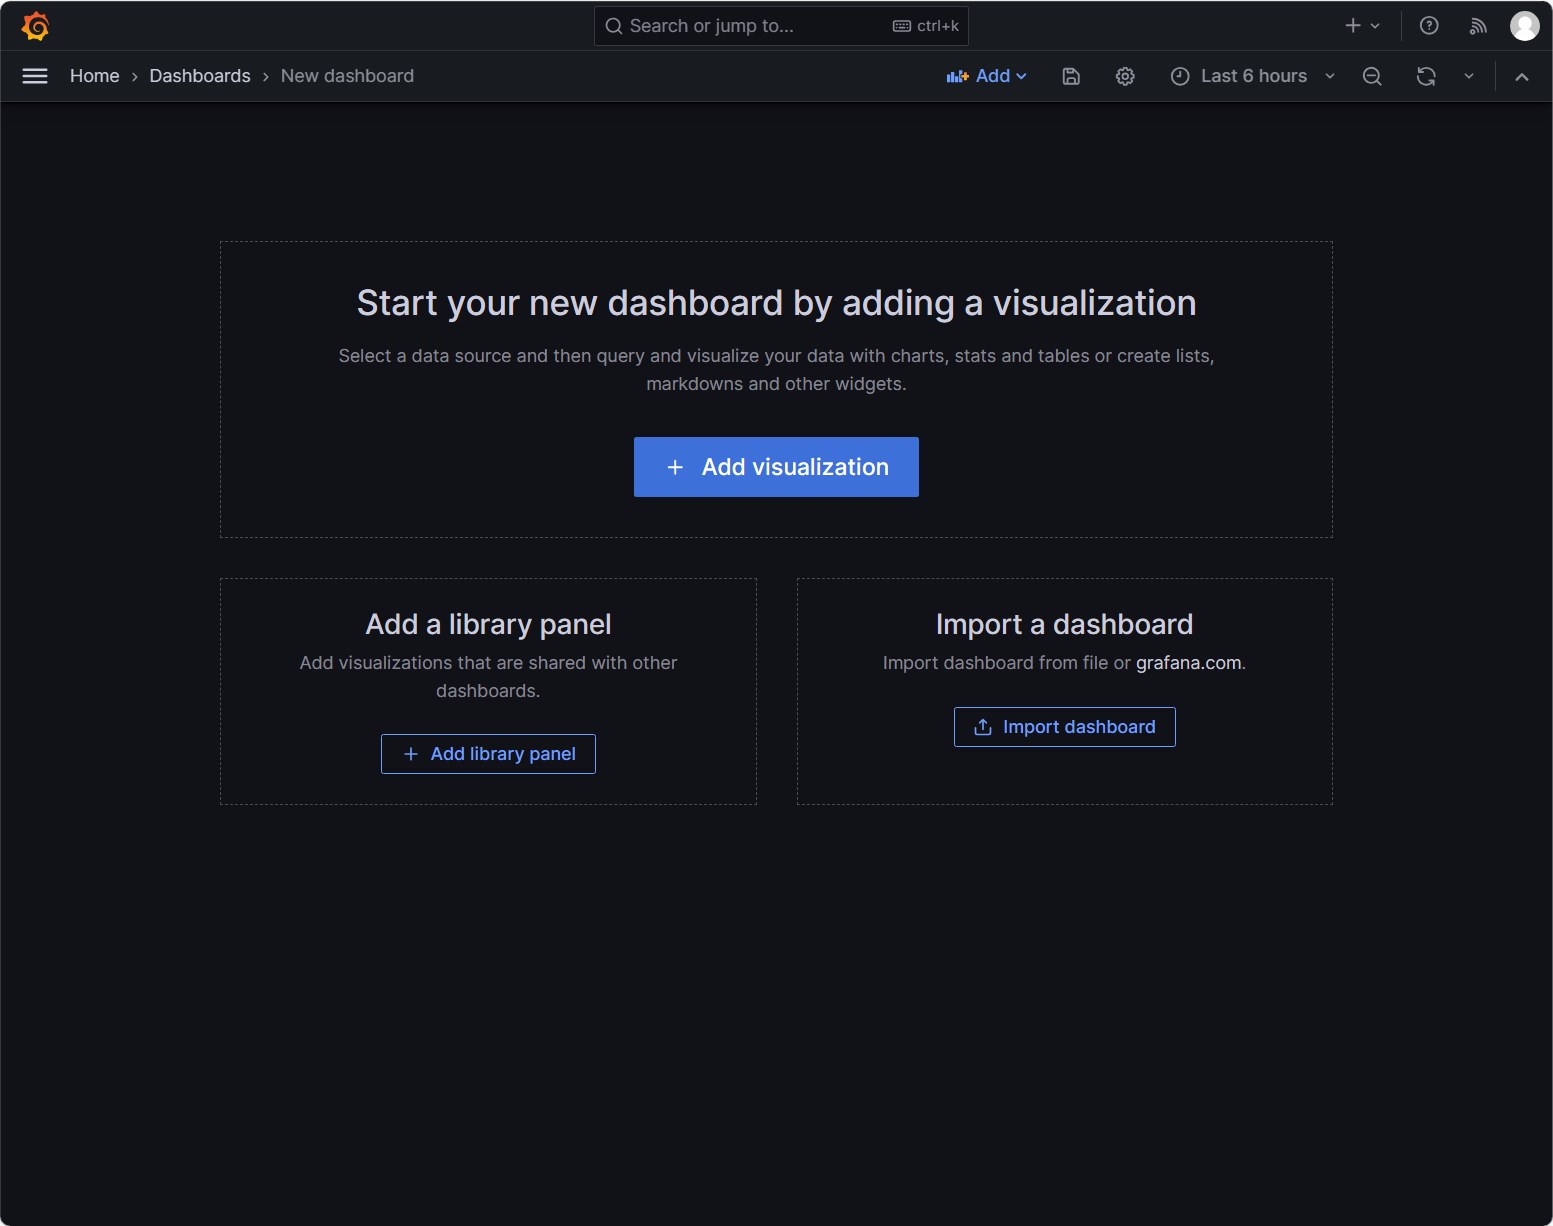 Search or jump to...
ctrl+k
Home › Dashboards › New dashboard
Add
Last 6 hours
Start your new dashboard by adding a visualization
Select a data source and then query and visualize your data with charts, stats and tables or create lists,
markdowns and other widgets.
+ Add visualization
Add a library panel
Add visualizations that are shared with other
dashboards.
+ Add library panel
Import a dashboard
Import dashboard from file or grafana.com.
Import dashboard